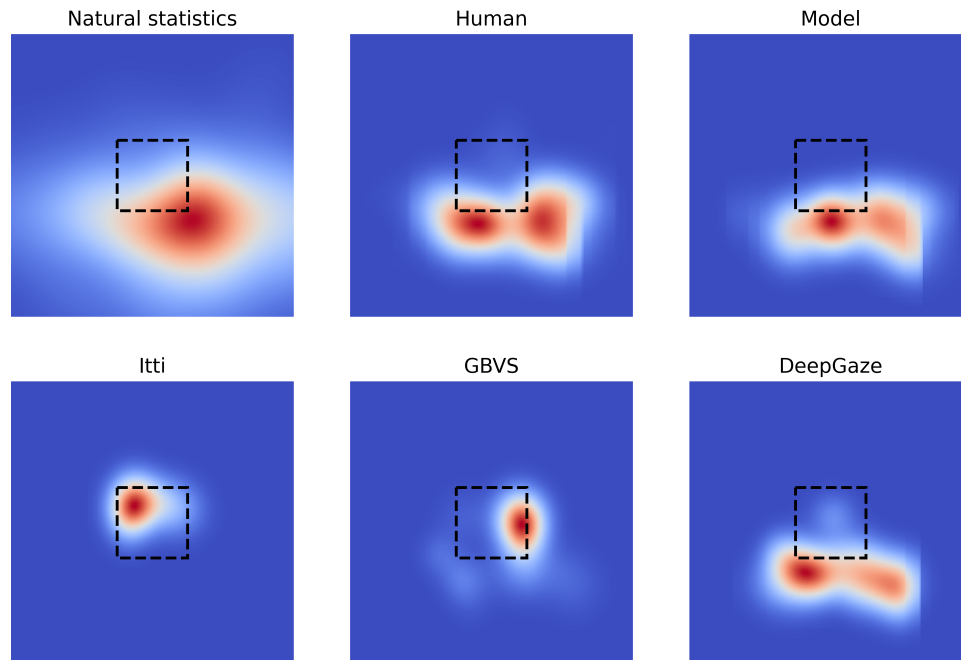 Natural statistics
Human
Model
Itti
GBVS
DeepGaze